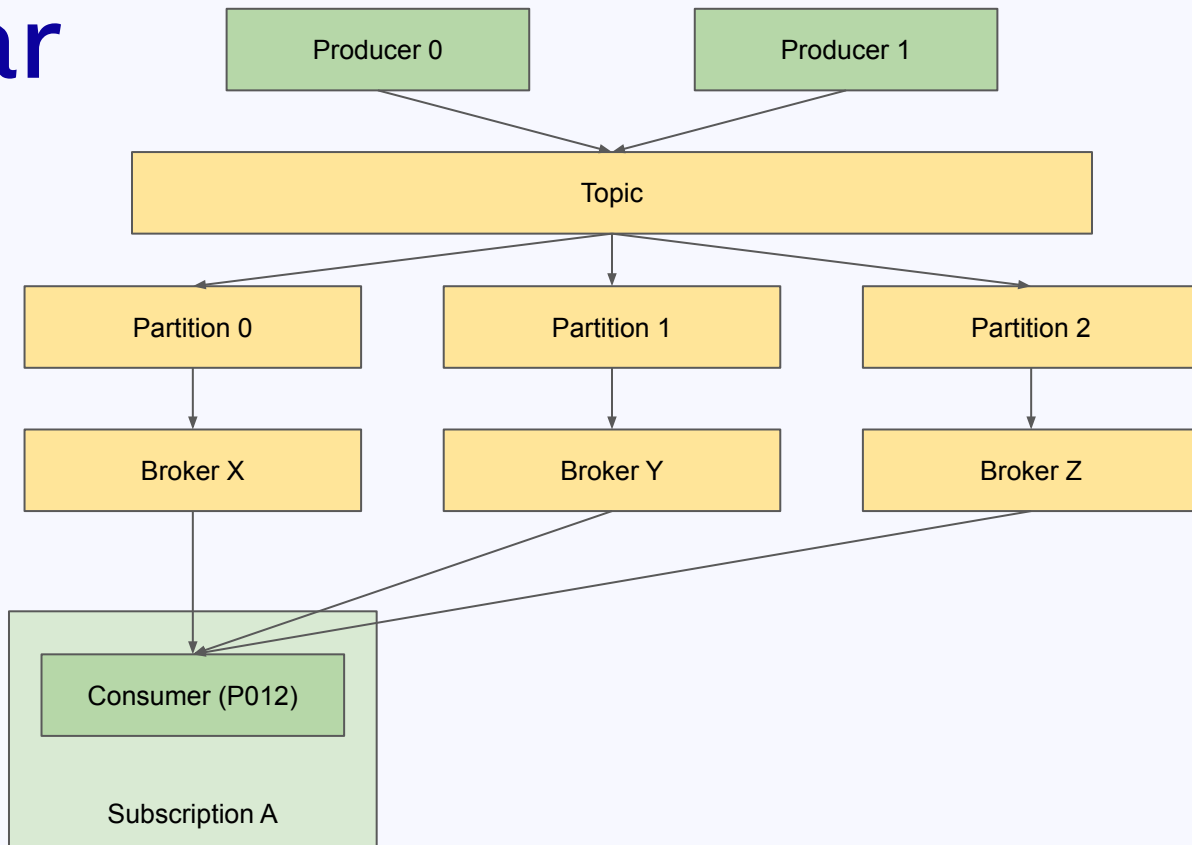 ar
Producer 0
Producer 1
Topic
Partition 0
Partition 1
Partition 2
Broker X
Broker Y
Broker Z
Consumer (P012)
Subscription A